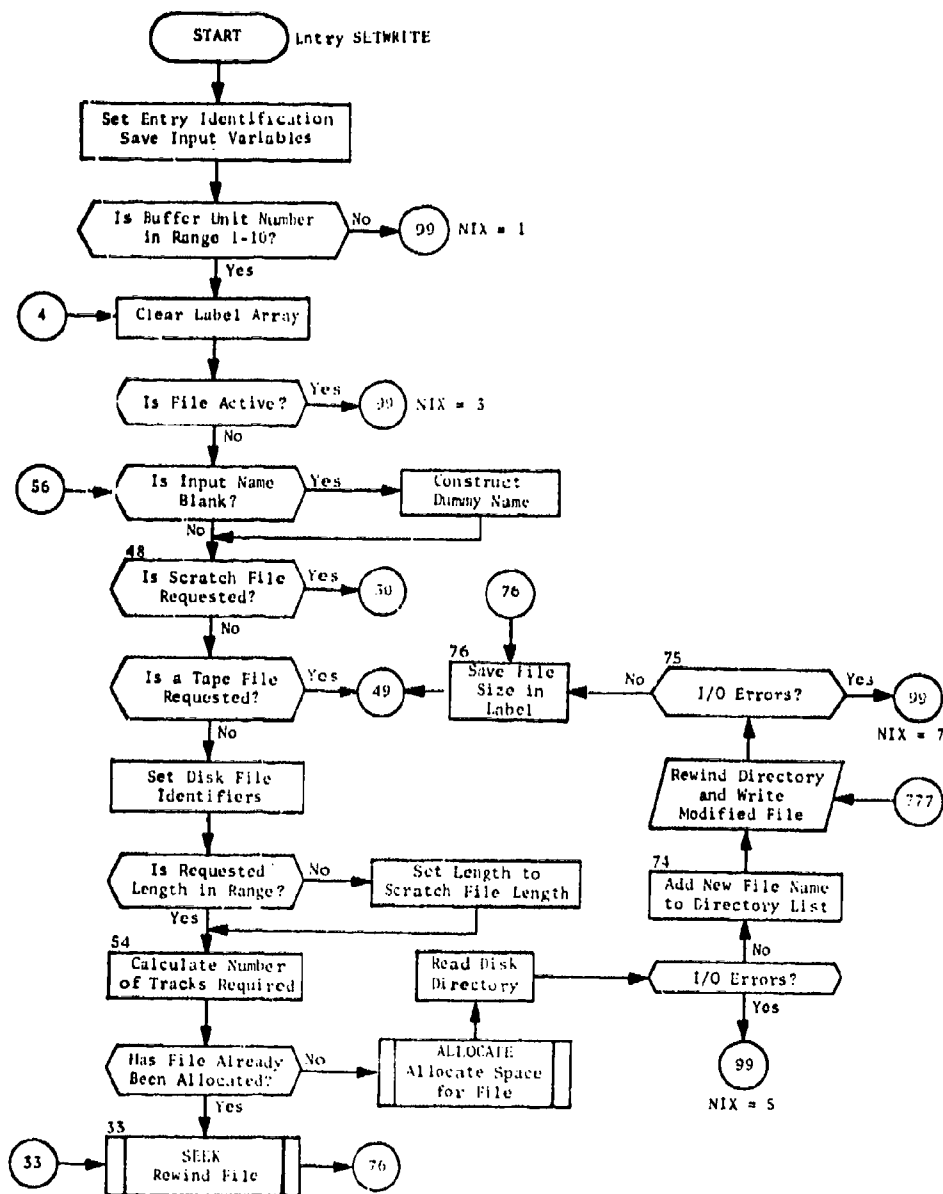 START
Entry SETWRITE
Set Entry Identification
Save Input Variables
Is Buffer Unit Number
in Range 1-10?
No
99
NIX = 1
Yes
4
Clear Label Array
Is File Active?
Yes
99
NIX = 3
No
56
Is Input Name
Blank?
Yes
Construct
Dummy Name
No
48
Is Scratch File
Requested?
Yes
No
76
Is a Tape File
Requested?
Yes
49
76
Save File
Size in
Label
No
75
I/O Errors?
Yes
99
NIX = 7
No
Set Disk File
Identifiers
Rewind Directory
and Write
Modified File
777
Is Requested
Length in Range?
No
Set Length to
Scratch File Length
74
Add New File Name
to Directory List
Yes
No
54
Calculate Number
of Tracks Required
Read Disk
Directory
I/O Errors?
Yes
Has File Already
Been Allocated?
No
ALLOCATE
Allocate Space
for File
99
NIX = 5
Yes
33
33
SEEK
Rewind File
76